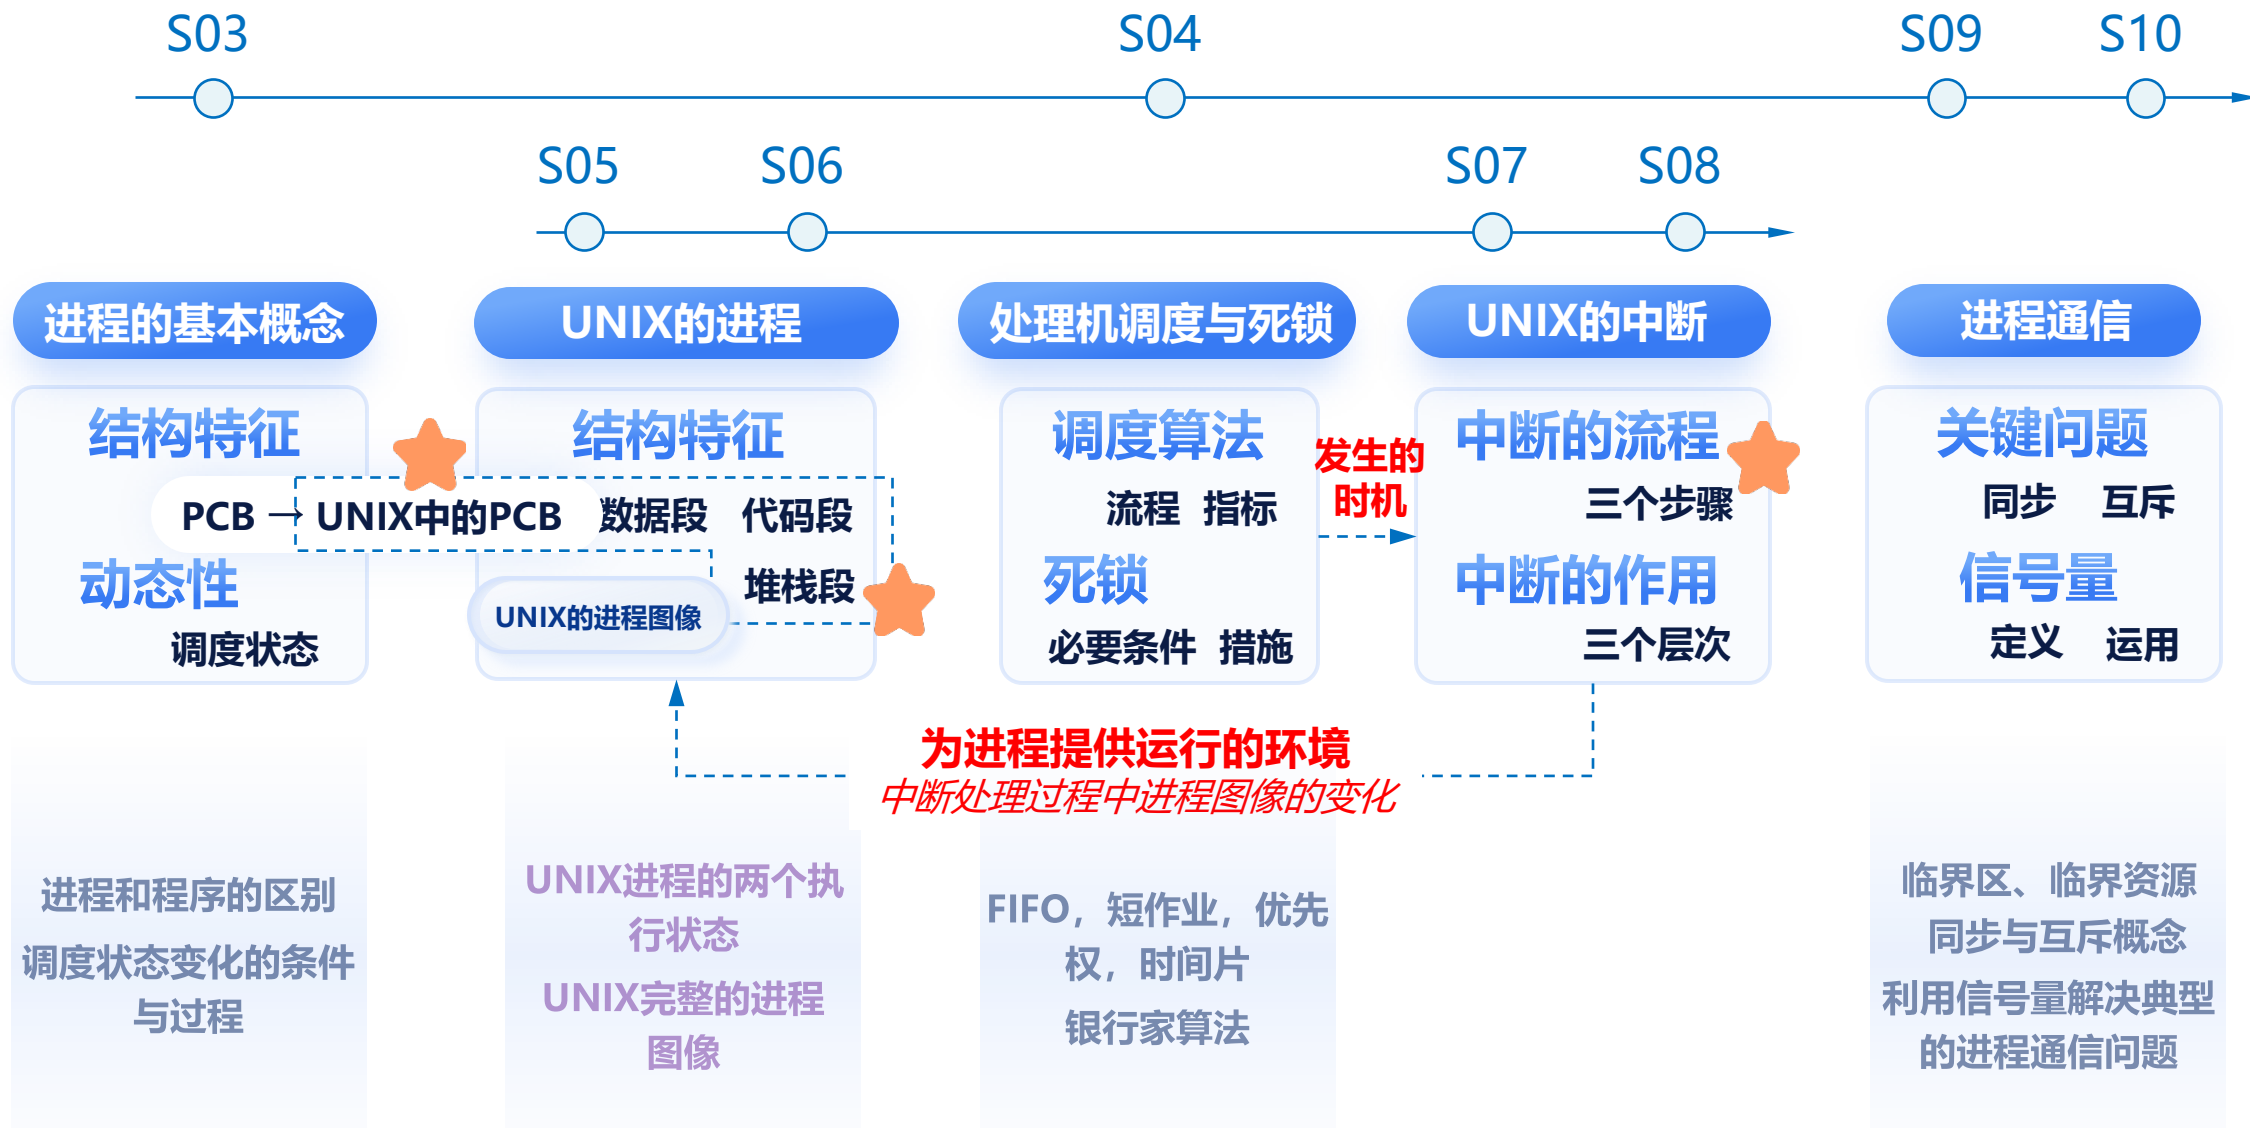 S03
S04
S09
S10
S05
S06
S07
S08
进程的基本概念
UNIX的进程
处理机调度与死锁
UNIX的中断
进程通信
结构特征
PCB → UNIX中的PCB
动态性
调度状态
结构特征
数据段 代码段
堆栈段
UNIX的进程图像
调度算法
流程 指标
死锁
必要条件 措施
发生的
时机
中断的流程
三个步骤
中断的作用
三个层次
关键问题
同步 互斥
信号量
定义 运用
为进程提供运行的环境
中断处理过程中进程图像的变化
进程和程序的区别
调度状态变化的条件
与过程
UNIX进程的两个执
行状态
UNIX完整的进程
图像
FIFO，短作业，优先
权，时间片
银行家算法
临界区、临界资源
同步与互斥概念
利用信号量解决典型
的进程通信问题